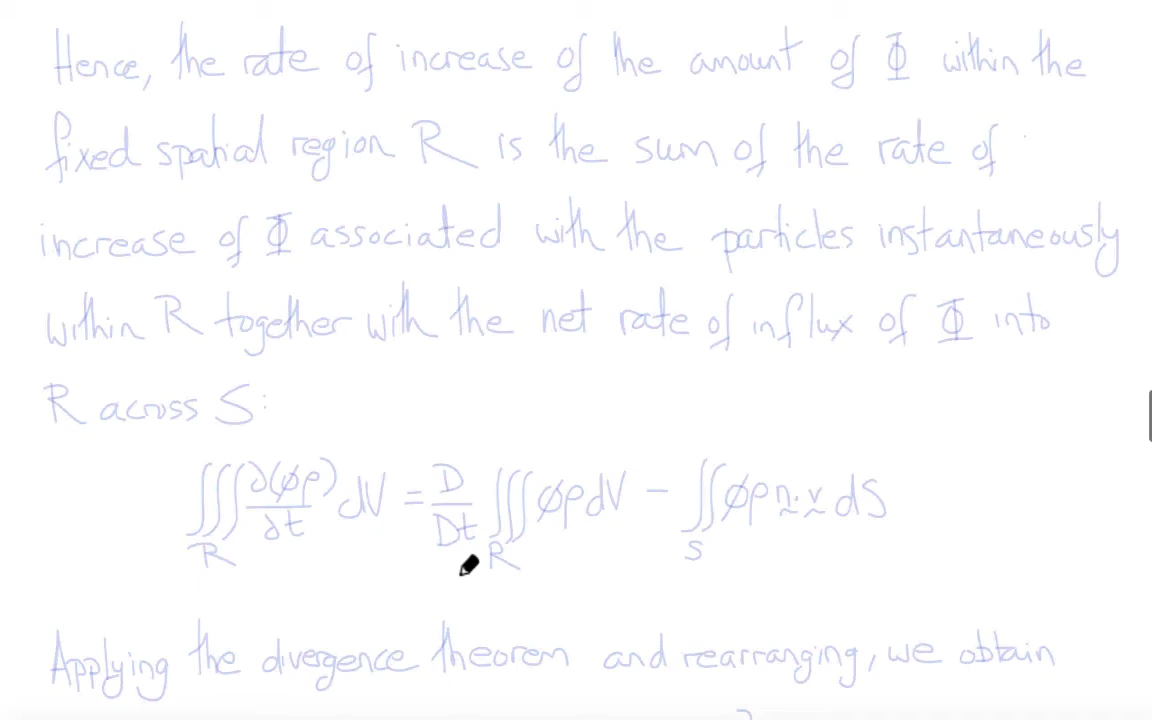 Hence, the rate of increase of the amount of Φ within the
fixed spatial region R is the sum of the rate of
increase of Φ associated with the particles instantaneously
within R together with the net rate of influx of Φ into
R across S:
∭_R ∂(ϕρ)/∂t dV = D/Dt ∭_R ϕρ dV − ∬_S ϕρ n̰·v̰ dS
Applying the divergence theorem and rearranging, we obtain